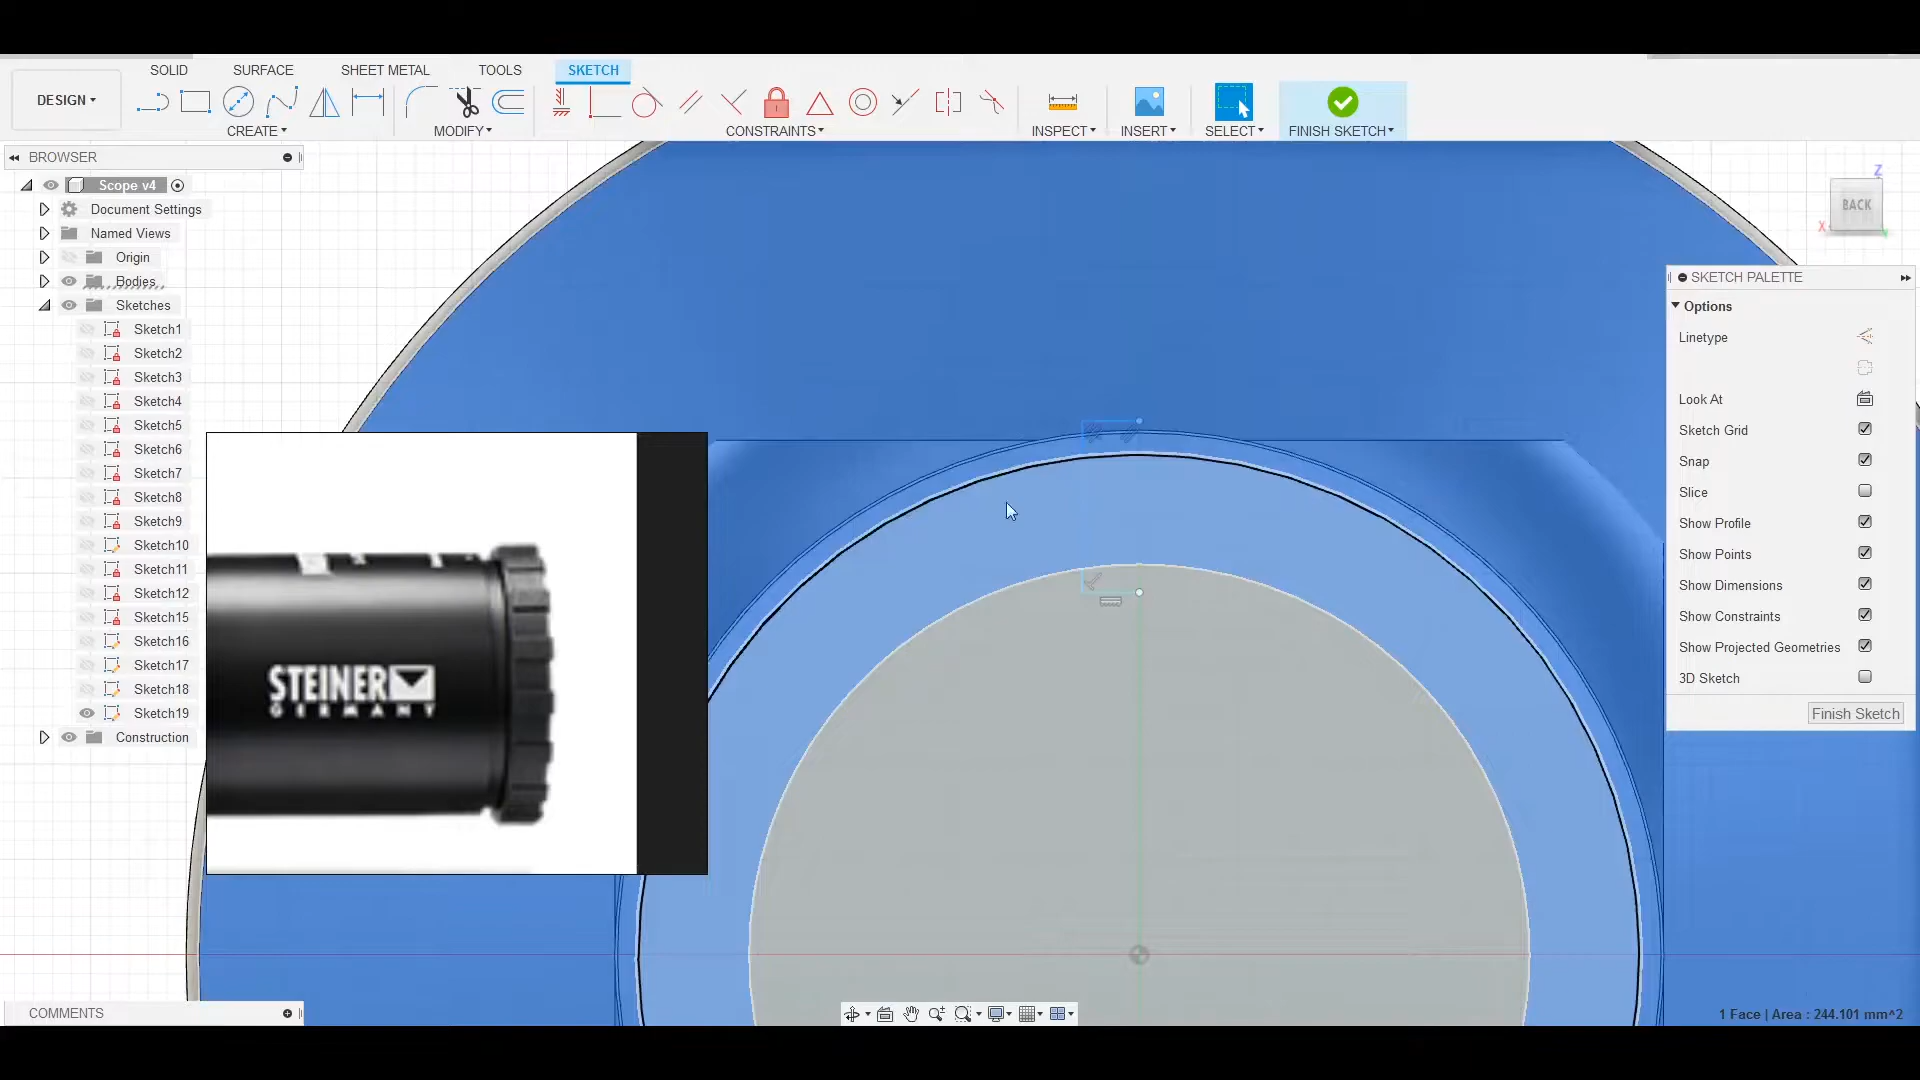 SOLID SURFACE SHEET METAL TOOLS SKETCH
DESIGN
CREATE MODIFY CONSTRAINTS INSPECT INSERT SELECT FINISH SKETCH
BROWSER
Scope v4
Document Settings
Named Views
Origin
Bodies
Sketches
Sketch1
Sketch2
Sketch3
Sketch4
Sketch5
Sketch6
Sketch7
Sketch8
Sketch9
Sketch10
Sketch11
Sketch12
Sketch15
Sketch16
Sketch17
Sketch18
Sketch19
Construction
STEINER
GERMANY
Z
BACK
X
SKETCH PALETTE
Options
Linetype
Look At
Sketch Grid
Snap
Slice
Show Profile
Show Points
Show Dimensions
Show Constraints
Show Projected Geometries
3D Sketch
Finish Sketch
COMMENTS
1 Face | Area : 244.101 mm^2